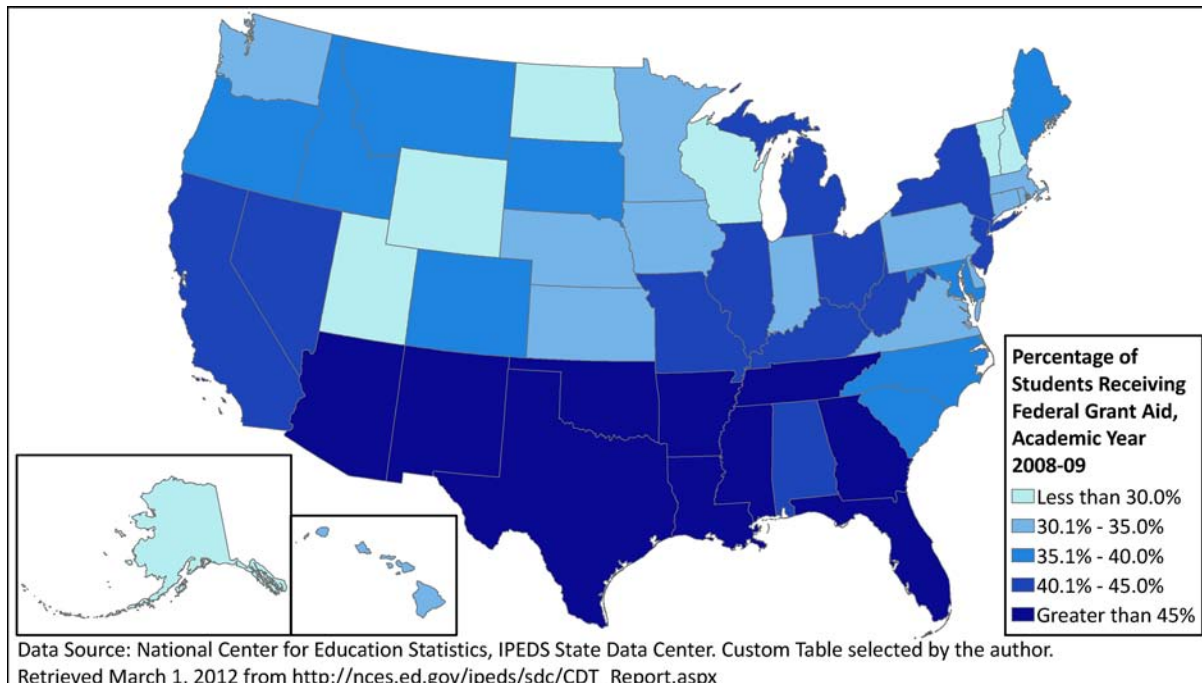 Percentage of
Students Receiving
Federal Grant Aid,
Academic Year
2008-09
Less than 30.0%
30.1% - 35.0%
35.1% - 40.0%
40.1% - 45.0%
Greater than 45%
Data Source: National Center for Education Statistics, IPEDS State Data Center. Custom Table selected by the author.
Retrieved March 1, 2012 from http://nces.ed.gov/ipeds/sdc/CDT_Report.aspx